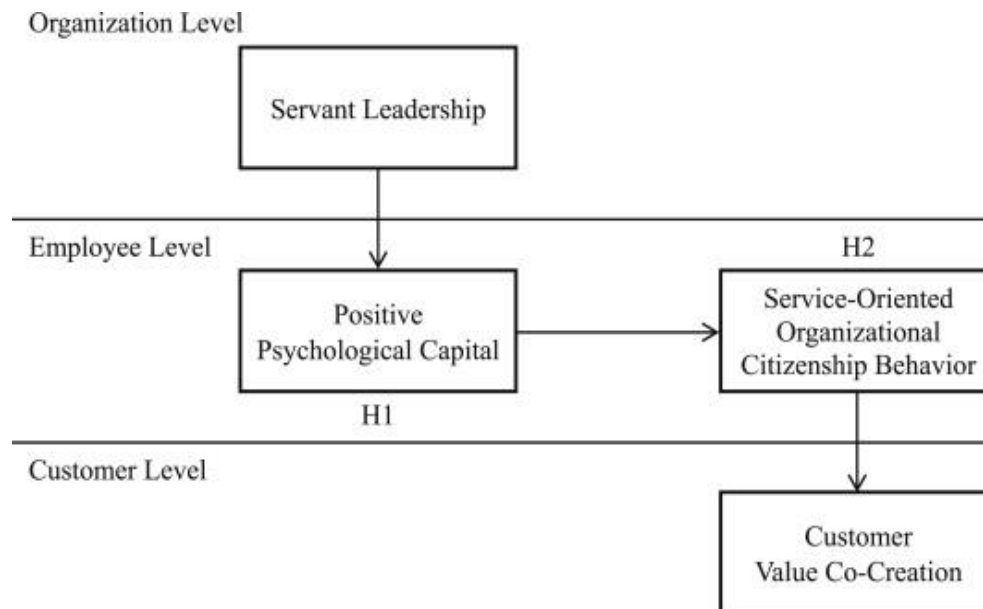 Organization Level
Servant Leadership
Employee Level
H2
Positive
Psychological Capital
Service-Oriented
Organizational
Citizenship Behavior
H1
Customer Level
Customer
Value Co-Creation